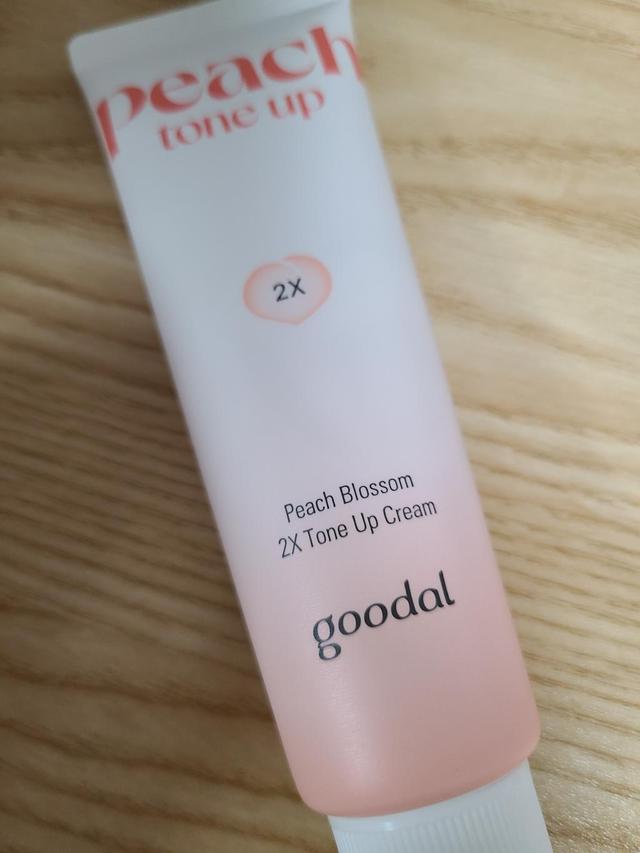 peach
tone up
2X
Peach Blossom
2X Tone Up Cream
goodal